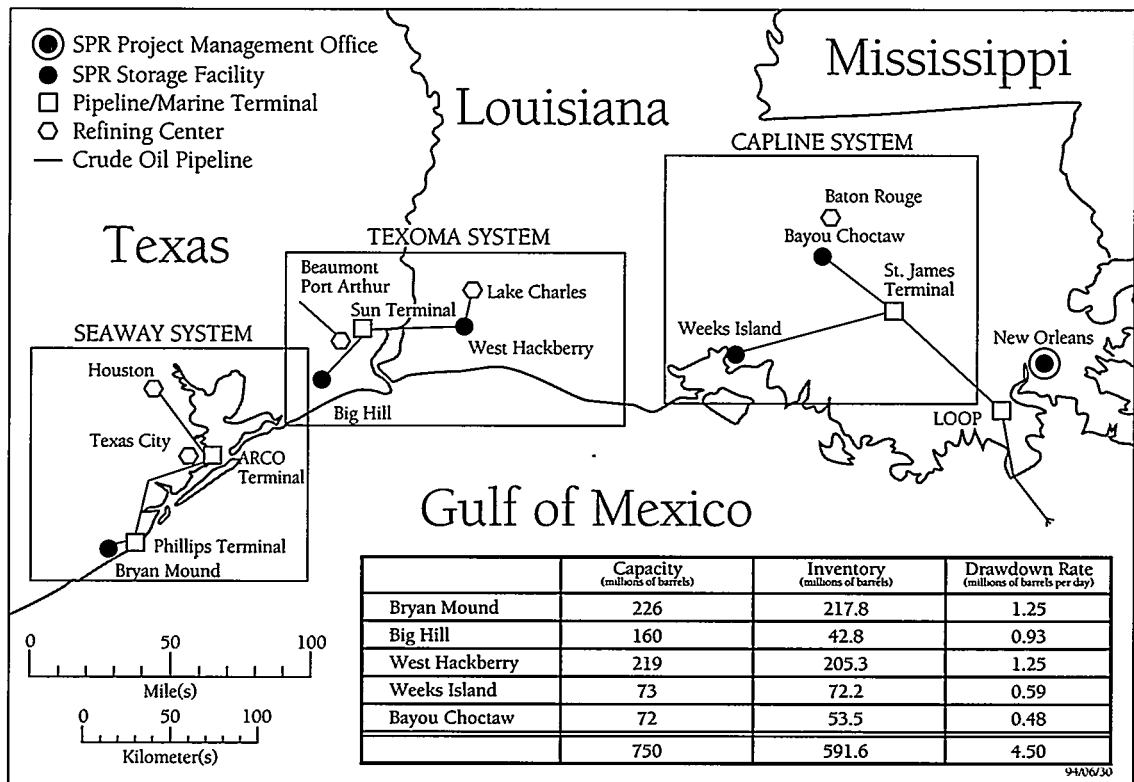 SPR Project Management Office
SPR Storage Facility
Pipeline/Marine Terminal
Refining Center
Crude Oil Pipeline
Mississippi
Louisiana
Texas
CAPLINE SYSTEM
Baton Rouge
Bayou Choctaw
St. James
Terminal
Weeks Island
New Orleans
LOOP
TEXOMA SYSTEM
Beaumont
Port Arthur
Sun Terminal
Lake Charles
West Hackberry
Big Hill
SEAWAY SYSTEM
Houston
Texas City
ARCO
Terminal
Phillips Terminal
Bryan Mound
Gulf of Mexico
0 50 100
Mile(s)
0 50 100
Kilometer(s)
Capacity Inventory Drawdown Rate
(millions of barrels) (millions of barrels) (millions of barrels per day)
Bryan Mound 226 217.8 1.25
Big Hill 160 42.8 0.93
West Hackberry 219 205.3 1.25
Weeks Island 73 72.2 0.59
Bayou Choctaw 72 53.5 0.48
750 591.6 4.50
94/06/30